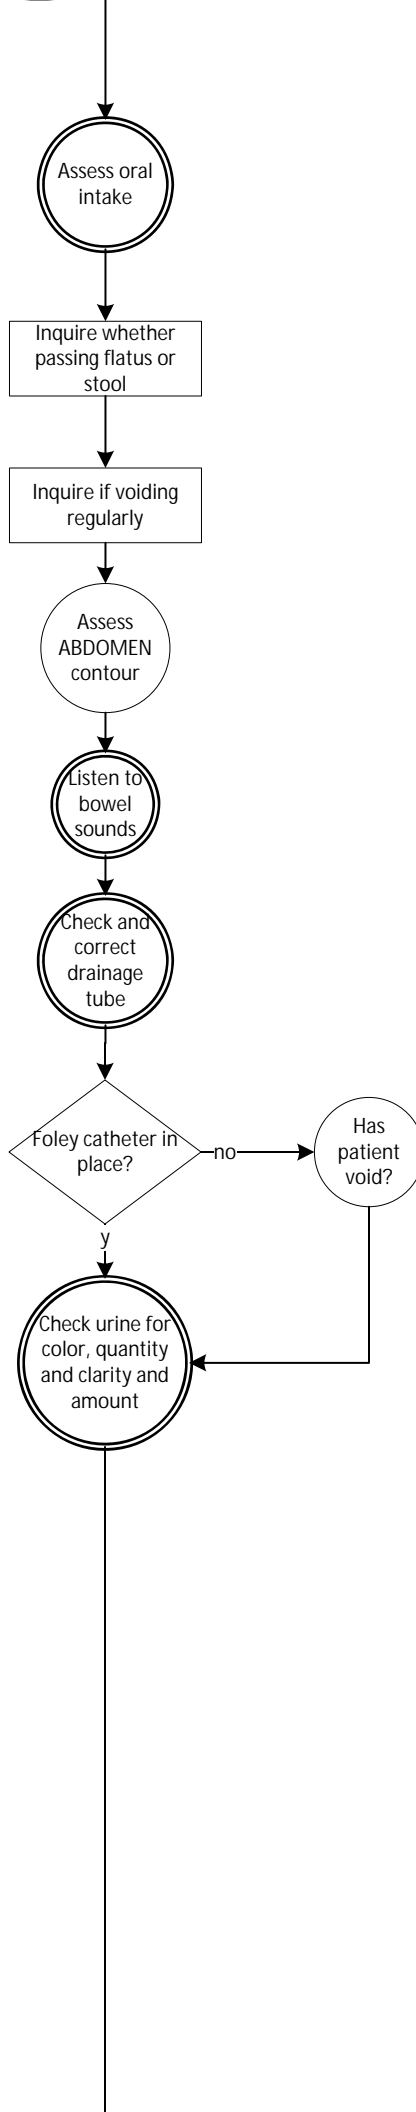 Assess oral
intake
Inquire whether
passing flatus or
stool
Inquire if voiding
regularly
Assess
ABDOMEN
contour
Listen to
bowel
sounds
Check and
correct
drainage
tube
Foley catheter in
place?
no
Has
patient
void?
y
Check urine for
color, quantity
and clarity and
amount